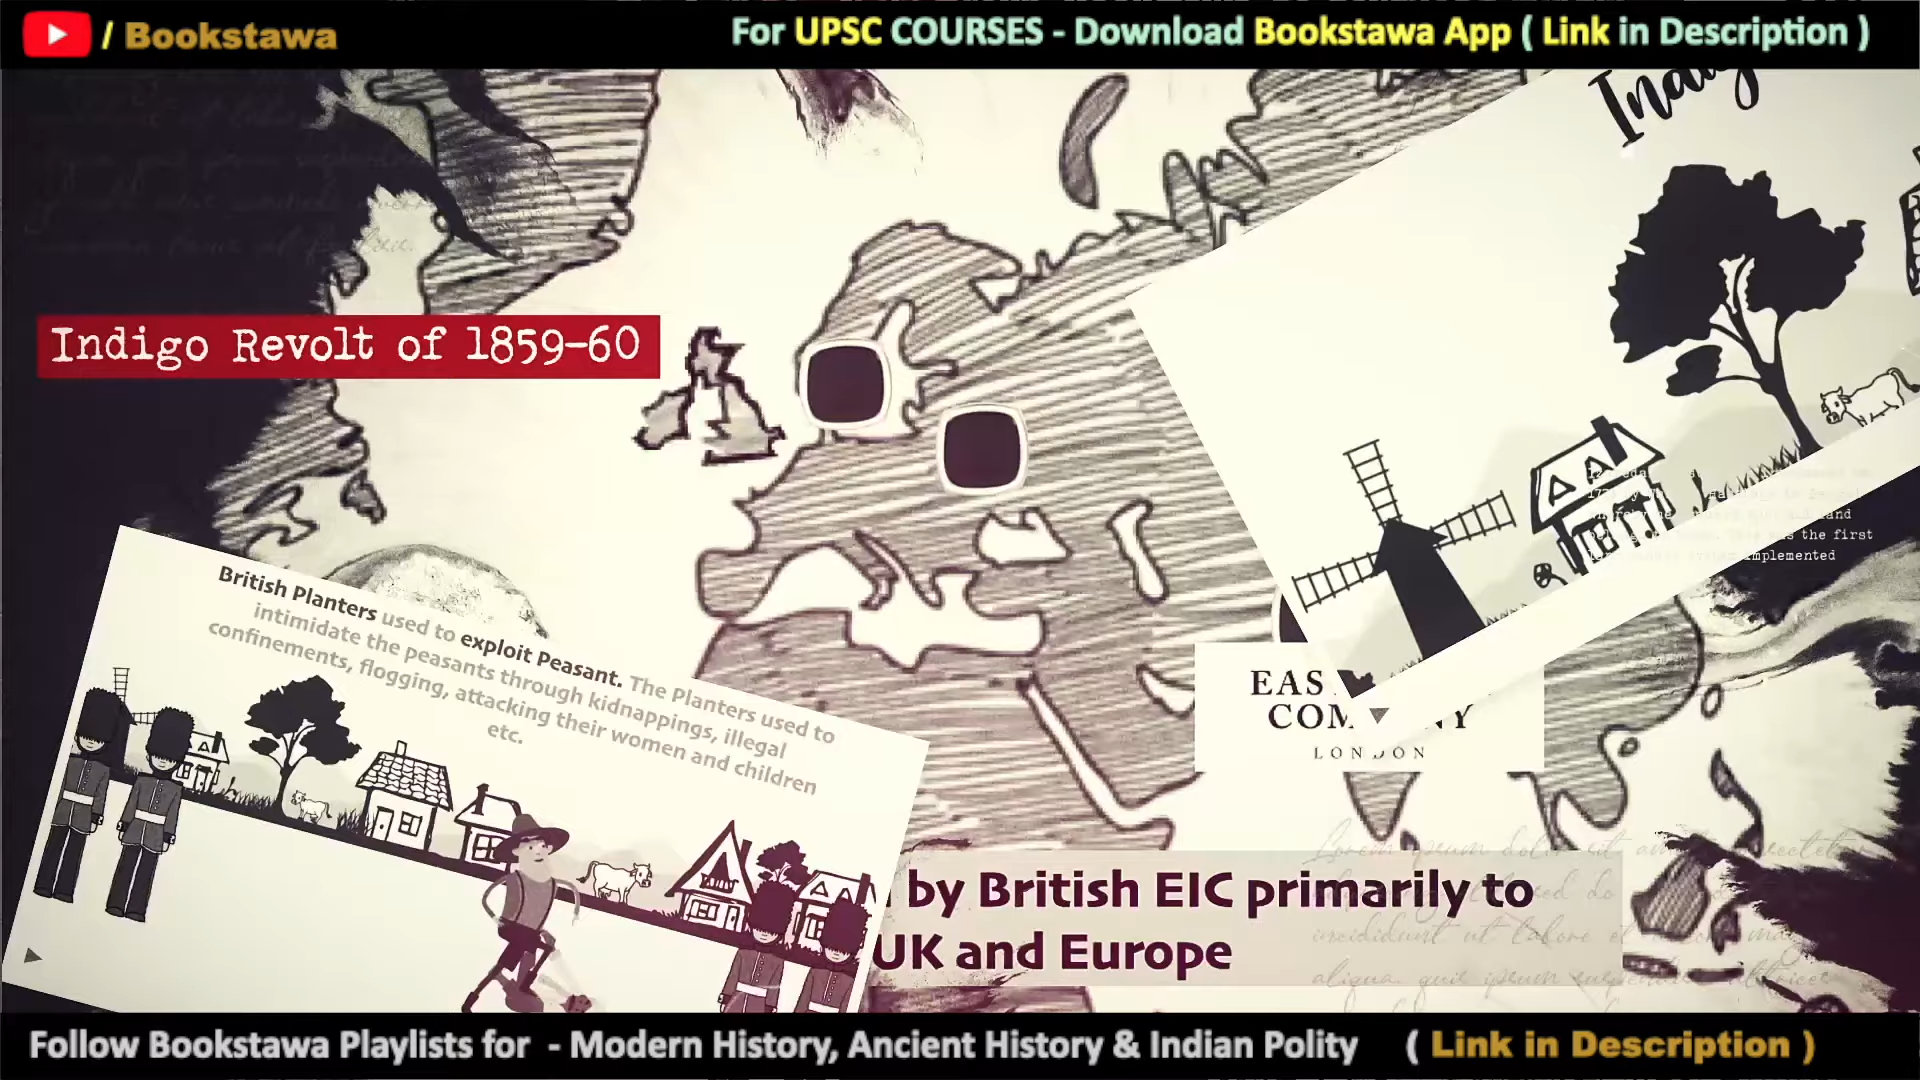 / Bookstawa
For UPSC COURSES - Download Bookstawa App ( Link in Description )
Indigo Revolt of 1859-60
British Planters used to exploit Peasant. The Planters used to
intimidate the peasants through kidnappings, illegal
confinements, flogging, attacking their women and children
etc.
the first
implemented
LONDON
by British EIC primarily to
UK and Europe
Follow Bookstawa Playlists for - Modern History, Ancient History & Indian Polity ( Link in Description )